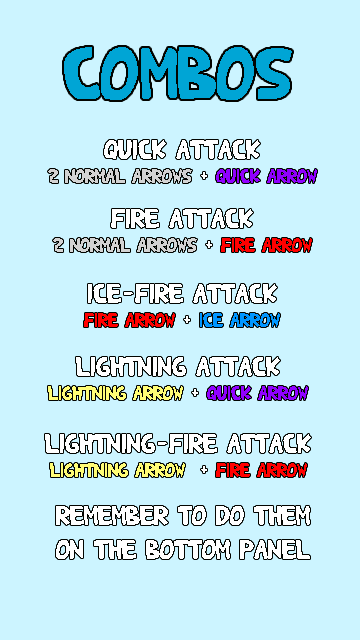 COMBOS
QUICK ATTACK
2 NORMAL ARROWS + QUICK ARROW
FIRE ATTACK
2 NORMAL ARROWS + FIRE ARROW
ICE-FIRE ATTACK
FIRE ARROW + ICE ARROW
LIGHTNING ATTACK
LIGHTNING ARROW + QUICK ARROW
LIGHTNING-FIRE ATTACK
LIGHTNING ARROW + FIRE ARROW
REMEMBER TO DO THEM
ON THE BOTTOM PANEL